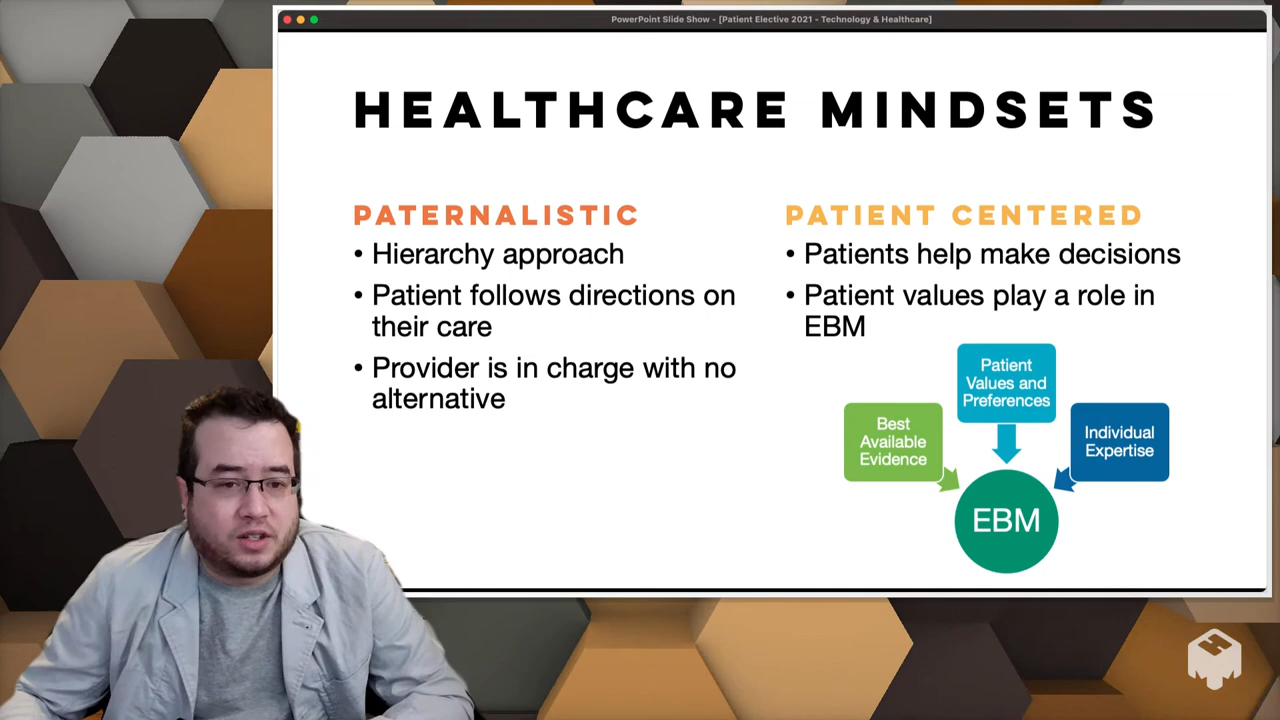 PowerPoint Slide Show - [Patient Elective 2021 - Technology & Healthcare]
HEALTHCARE MINDSETS
PATERNALISTIC
• Hierarchy approach
• Patient follows directions on
their care
• Provider is in charge with no
alternative
PATIENT CENTERED
• Patients help make decisions
• Patient values play a role in
EBM
Patient
Values and
Preferences
Best
Available
Evidence
Individual
Expertise
EBM